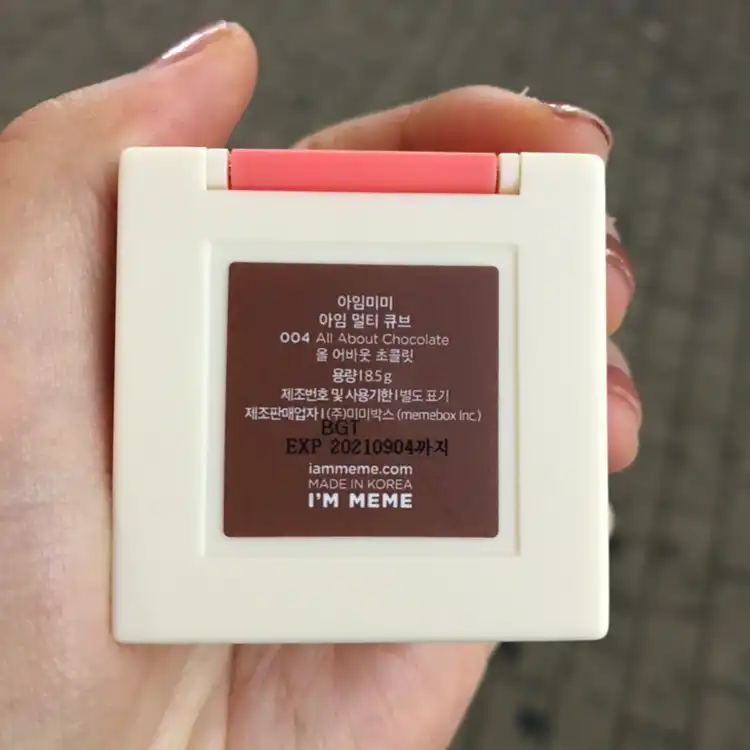 아임미미
아임 멀티 큐브
004 All About Chocolate
올 어바웃 초콜릿
용량 I 8.5 g
제조번호 및 사용기한 I 별도 표기
제조판매업자 I (주)미미박스 (memebox Inc.)
BGT
EXP 20210904까지
iammeme.com
MADE IN KOREA
I'M MEME